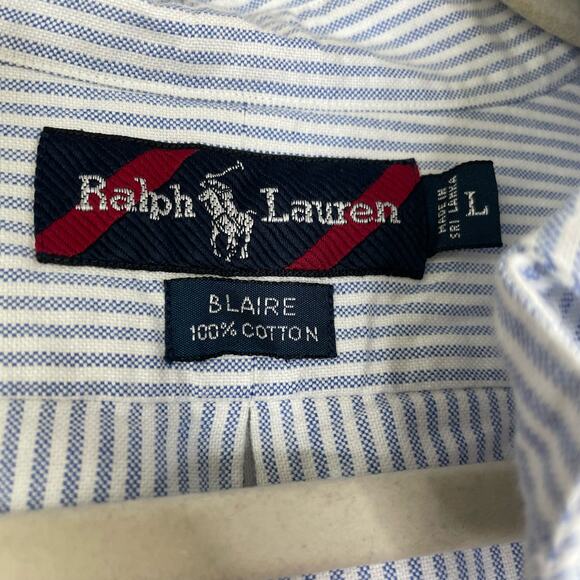 Ralph Lauren
MADE IN
SRI LANKA
L
BLAIRE
100% COTTON